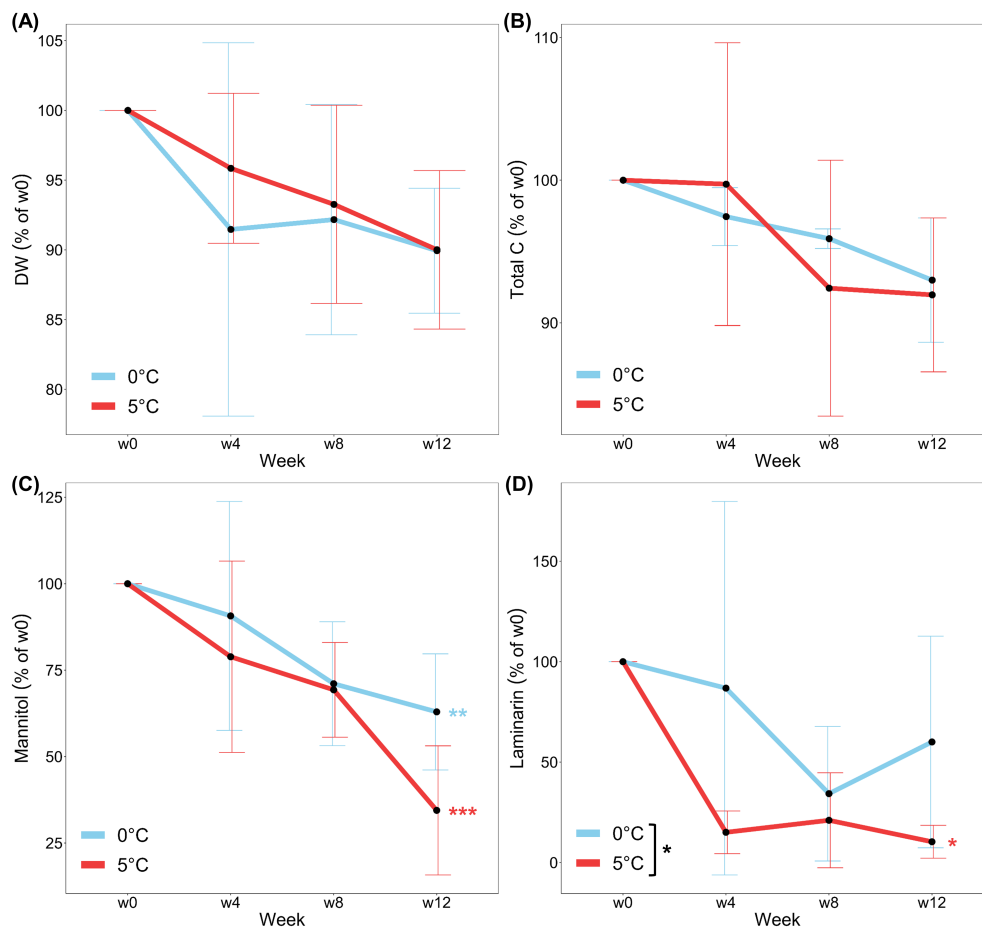 (A)
DW (% of w0)
105
100
95
90
85
80
0°C
5°C
w0 w4 w8 w12
Week
(B)
Total C (% of w0)
110
100
90
0°C
5°C
w0 w4 w8 w12
Week
(C)
Mannitol (% of w0)
125
100
75
50
25
**
***
0°C
5°C
w0 w4 w8 w12
Week
(D)
Laminarin (% of w0)
150
100
50
0
0°C
5°C
*
*
w0 w4 w8 w12
Week